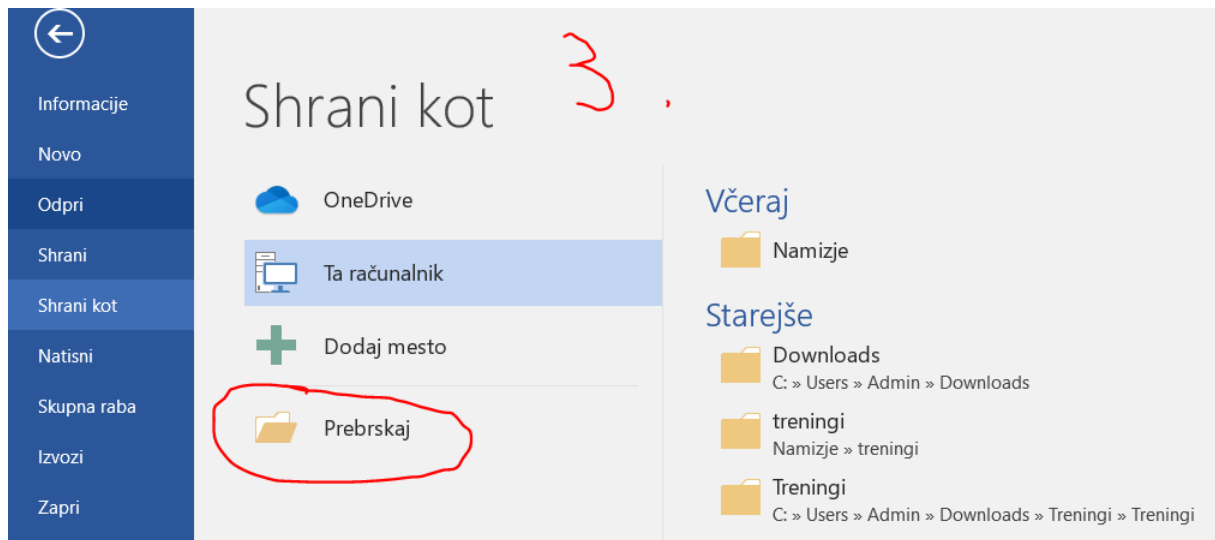 Informacije
Novo
Odpri
Shrani
Shrani kot
Natisni
Skupna raba
Izvozi
Zapri
Shrani kot
3.
OneDrive
Ta računalnik
Dodaj mesto
Prebrskaj
Včeraj
Namizje
Starejše
Downloads
C: » Users » Admin » Downloads
treningi
Namizje » treningi
Treningi
C: » Users » Admin » Downloads » Treningi » Treningi